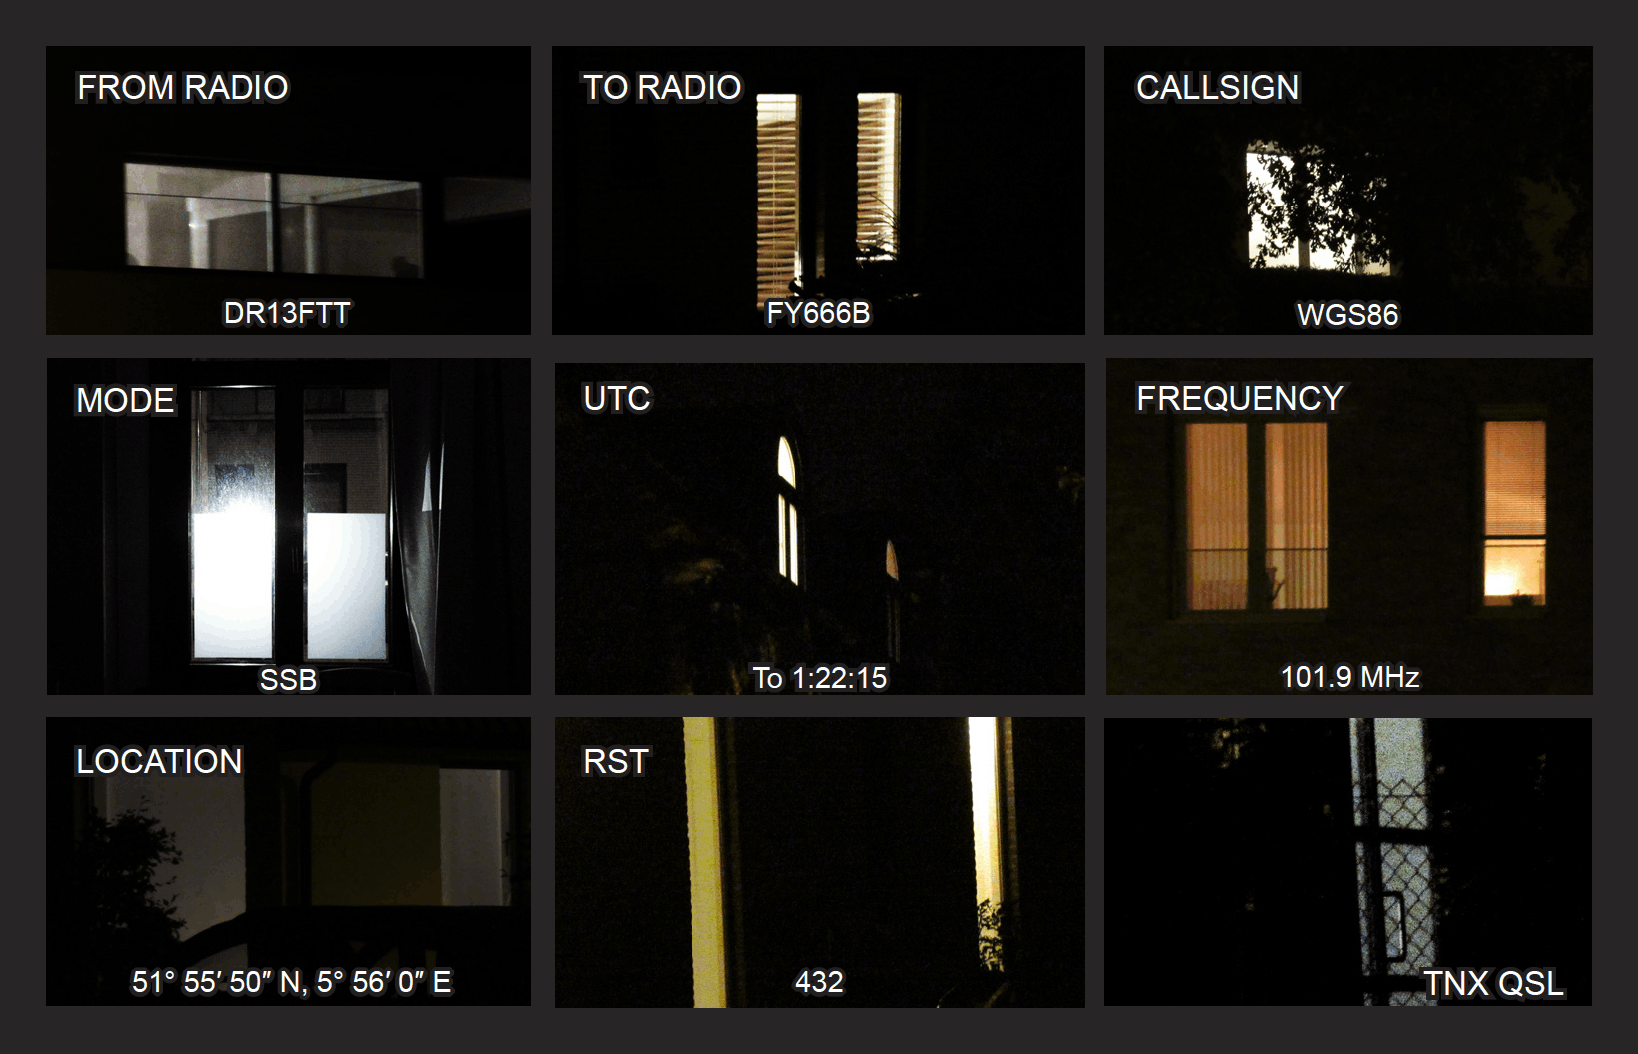 FROM RADIO
DR13FTT
TO RADIO
FY666B
CALLSIGN
WGS86
MODE
SSB
UTC
To 1:22:15
FREQUENCY
101.9 MHz
LOCATION
51° 55′ 50″ N, 5° 56′ 0″ E
RST
432
TNX QSL